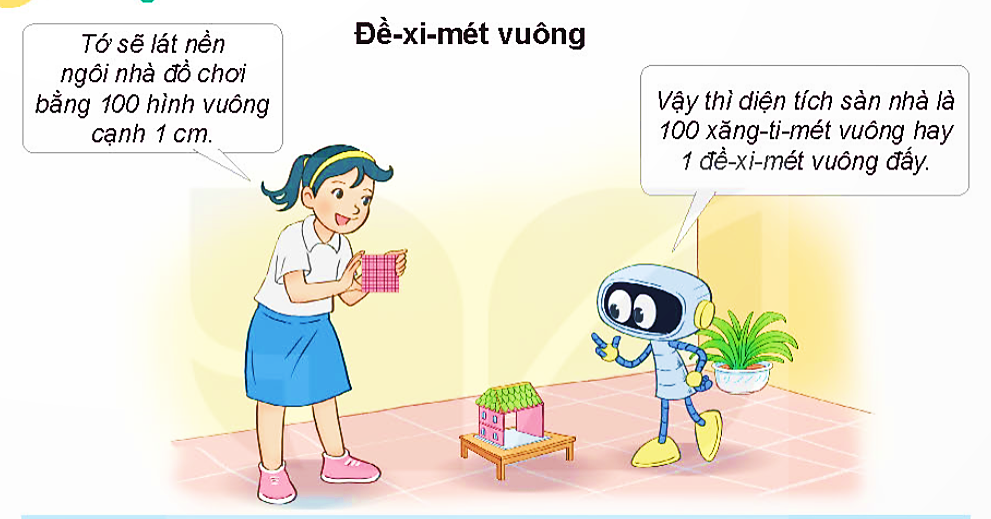 Đề-xi-mét vuông
Tớ sẽ lát nền
ngôi nhà đồ chơi
bằng 100 hình vuông
cạnh 1 cm.
Vậy thì diện tích sàn nhà là
100 xăng-ti-mét vuông hay
1 đề-xi-mét vuông đấy.